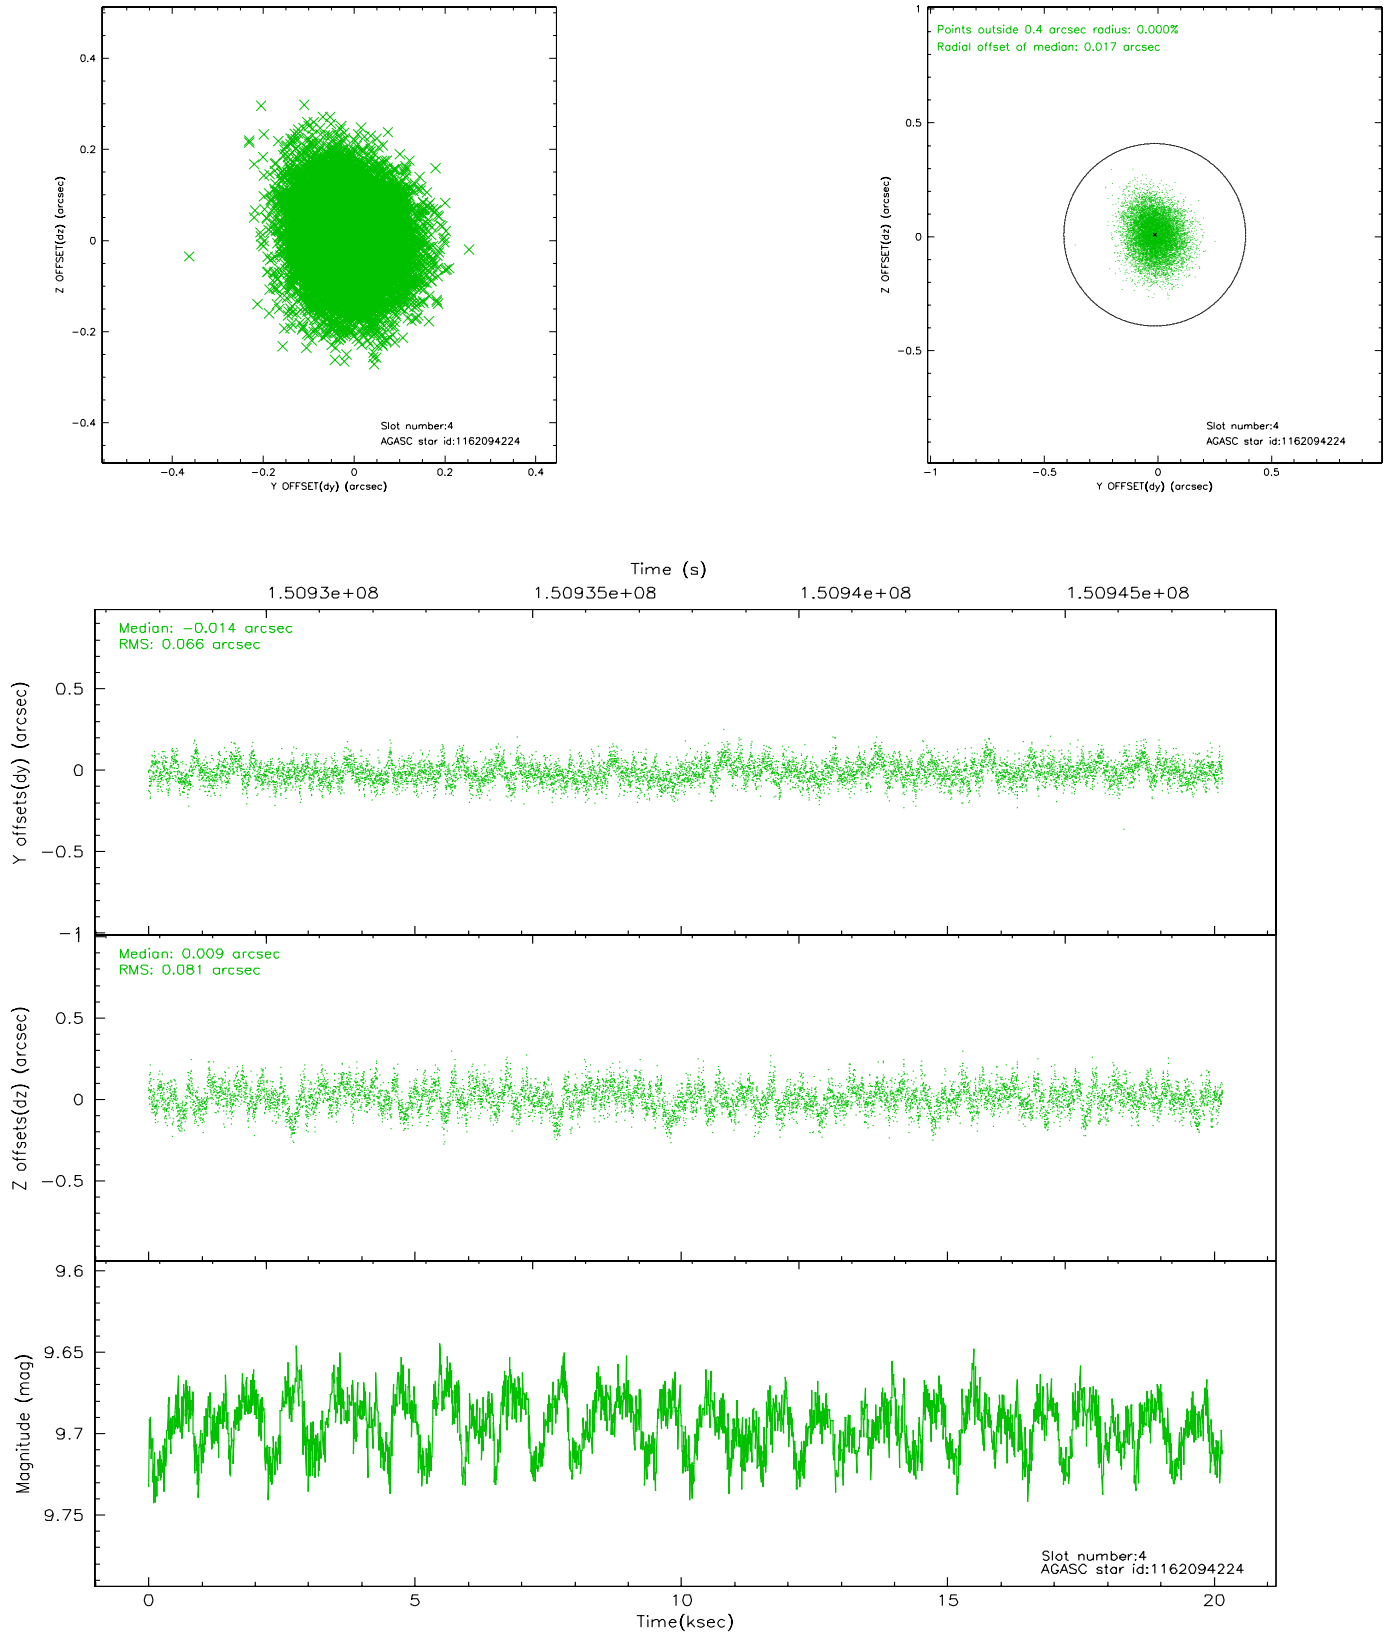 0.4
0.2
0
−0.2
−0.4
Z OFFSET(dz) (arcsec)
−0.4 −0.2 0 0.2 0.4
Y OFFSET(dy) (arcsec)
Slot number:4
AGASC star id:1162094224
Points outside 0.4 arcsec radius: 0.000%
Radial offset of median: 0.017 arcsec
1
0.5
0
−0.5
Z OFFSET(dz) (arcsec)
−1 −0.5 0 0.5
Y OFFSET(dy) (arcsec)
Slot number:4
AGASC star id:1162094224
Time (s)
1.5093e+08 1.50935e+08 1.5094e+08 1.50945e+08
Median: −0.014 arcsec
RMS: 0.066 arcsec
0.5
0
−0.5
−1
Y offsets(dy) (arcsec)
Median: 0.009 arcsec
RMS: 0.081 arcsec
1
0.5
0
−0.5
Z offsets(dz) (arcsec)
9.6
9.65
9.7
9.75
Magnitude (mag)
Slot number:4
AGASC star id:1162094224
0 5 10 15 20
Time(ksec)